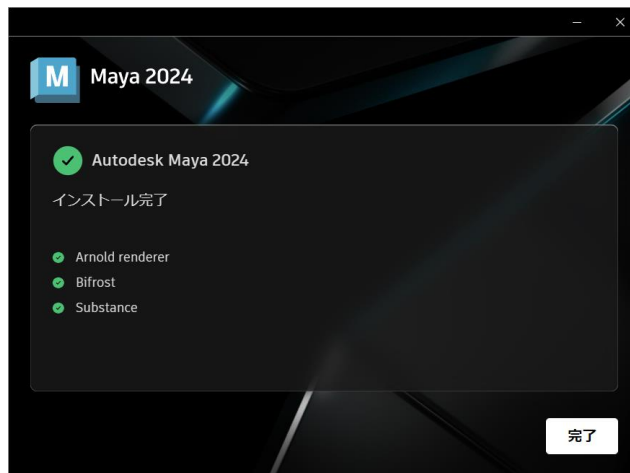 M Maya 2024
Autodesk Maya 2024
インストール完了
Arnold renderer
Bifrost
Substance
完了